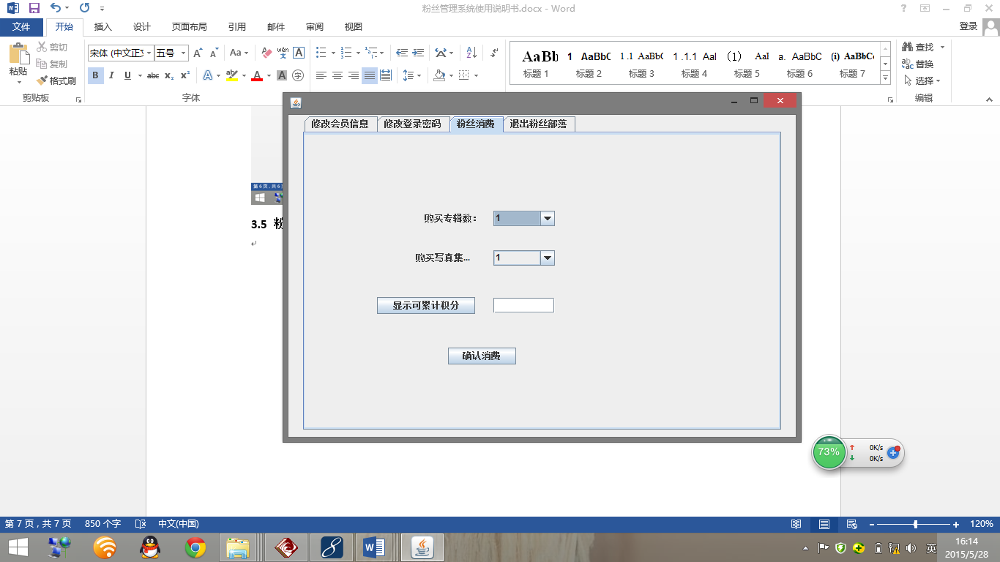 粉丝管理系统使用说明书.docx - Word
文件 开始 插入 设计 页面布局 引用 邮件 审阅 视图 登录
粘贴 剪切 复制 格式刷
宋体 (中文正文 五号 Aa wén A
B I U abc x₂ x² A ab A A 字
AaBb 1 AaBbC 1.1 AaBbC 1.1.1 AaI (1) AaI a. AaBbC (i) AaBbCc
标题 1 标题 2 标题 3 标题 4 标题 5 标题 6 标题 7
查找
替换
选择
剪贴板 字体 编辑
修改会员信息 修改登录密码 粉丝消费 退出粉丝部落
第 6 页
3.5 粉
购买专辑数： 1
购买写真集... 1
显示可累计积分
确认消费
73% 0K/s
0K/s
第 7 页，共 7 页 850 个字 中文(中国) 120%
英 16:14
2015/5/28